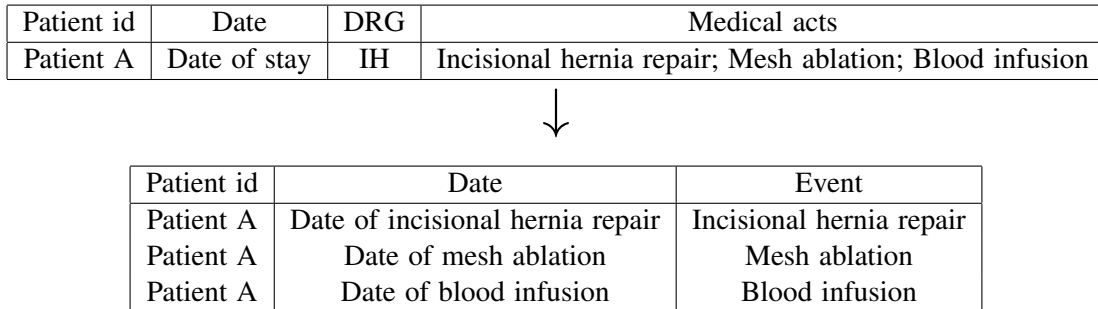 Patient id Date DRG Medical acts
Patient A Date of stay IH Incisional hernia repair; Mesh ablation; Blood infusion
Patient id Date Event
Patient A Date of incisional hernia repair Incisional hernia repair
Patient A Date of mesh ablation Mesh ablation
Patient A Date of blood infusion Blood infusion